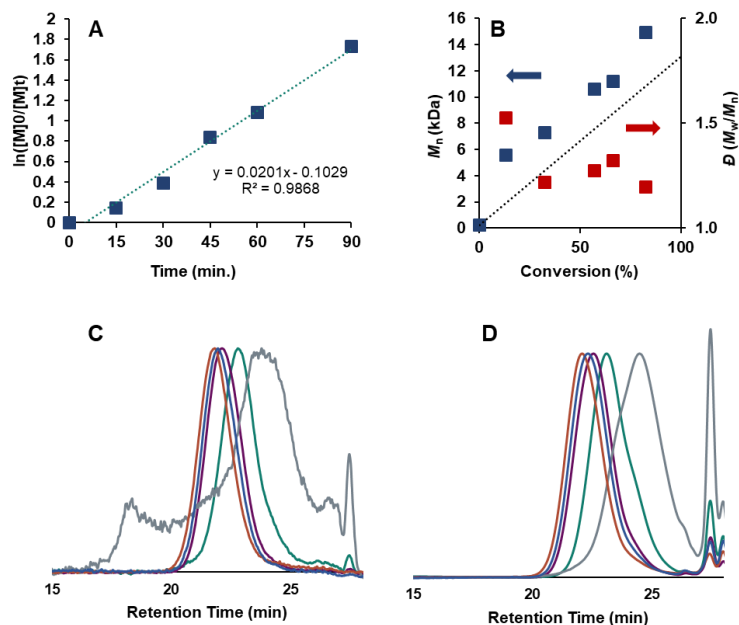 A
ln([M]0/[M]t)
2
1.8
1.6
1.4
1.2
1
0.8
0.6
0.4
0.2
0
y = 0.0201x - 0.1029
R² = 0.9868
0 15 30 45 60 75 90
Time (min.)
B
Mn (kDa)
16
14
12
10
8
6
4
2
0
2.0
1.5
1.0
Đ (Mw/Mn)
0 50 100
Conversion (%)
C
15 20 25
Retention Time (min)
D
15 20 25
Retention Time (min)